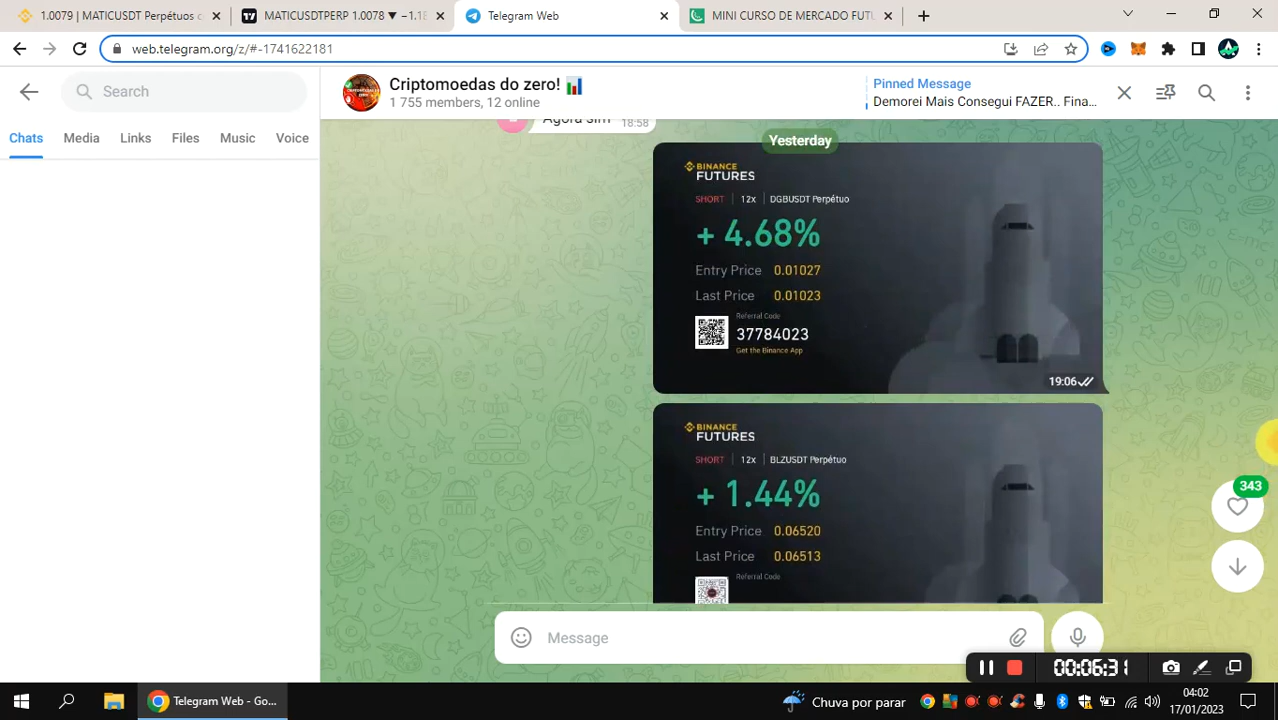 1.0079 | MATICUSDT Perpétuos c
MATICUSDTPERP 1.0078 ▼ −1.18
Telegram Web
MINI CURSO DE MERCADO FUTU
web.telegram.org/z/#-1741622181
Search
Criptomoedas do zero! 📊
1 755 members, 12 online
Pinned Message
Demorei Mais Consegui FAZER.. Fina...
Chats
Media
Links
Files
Music
Voice
Agora sim 18:58
Yesterday
BINANCE
FUTURES
SHORT | 12x | DGBUSDT Perpétuo
+ 4.68%
Entry Price 0.01027
Last Price 0.01023
Referral Code
37784023
Get the Binance App
19:06
BINANCE
FUTURES
SHORT | 12x | BLZUSDT Perpétuo
+ 1.44%
Entry Price 0.06520
Last Price 0.06513
Referral Code
343
Message
00:06:31
Telegram Web - Go...
Chuva por parar
04:02
17/01/2023